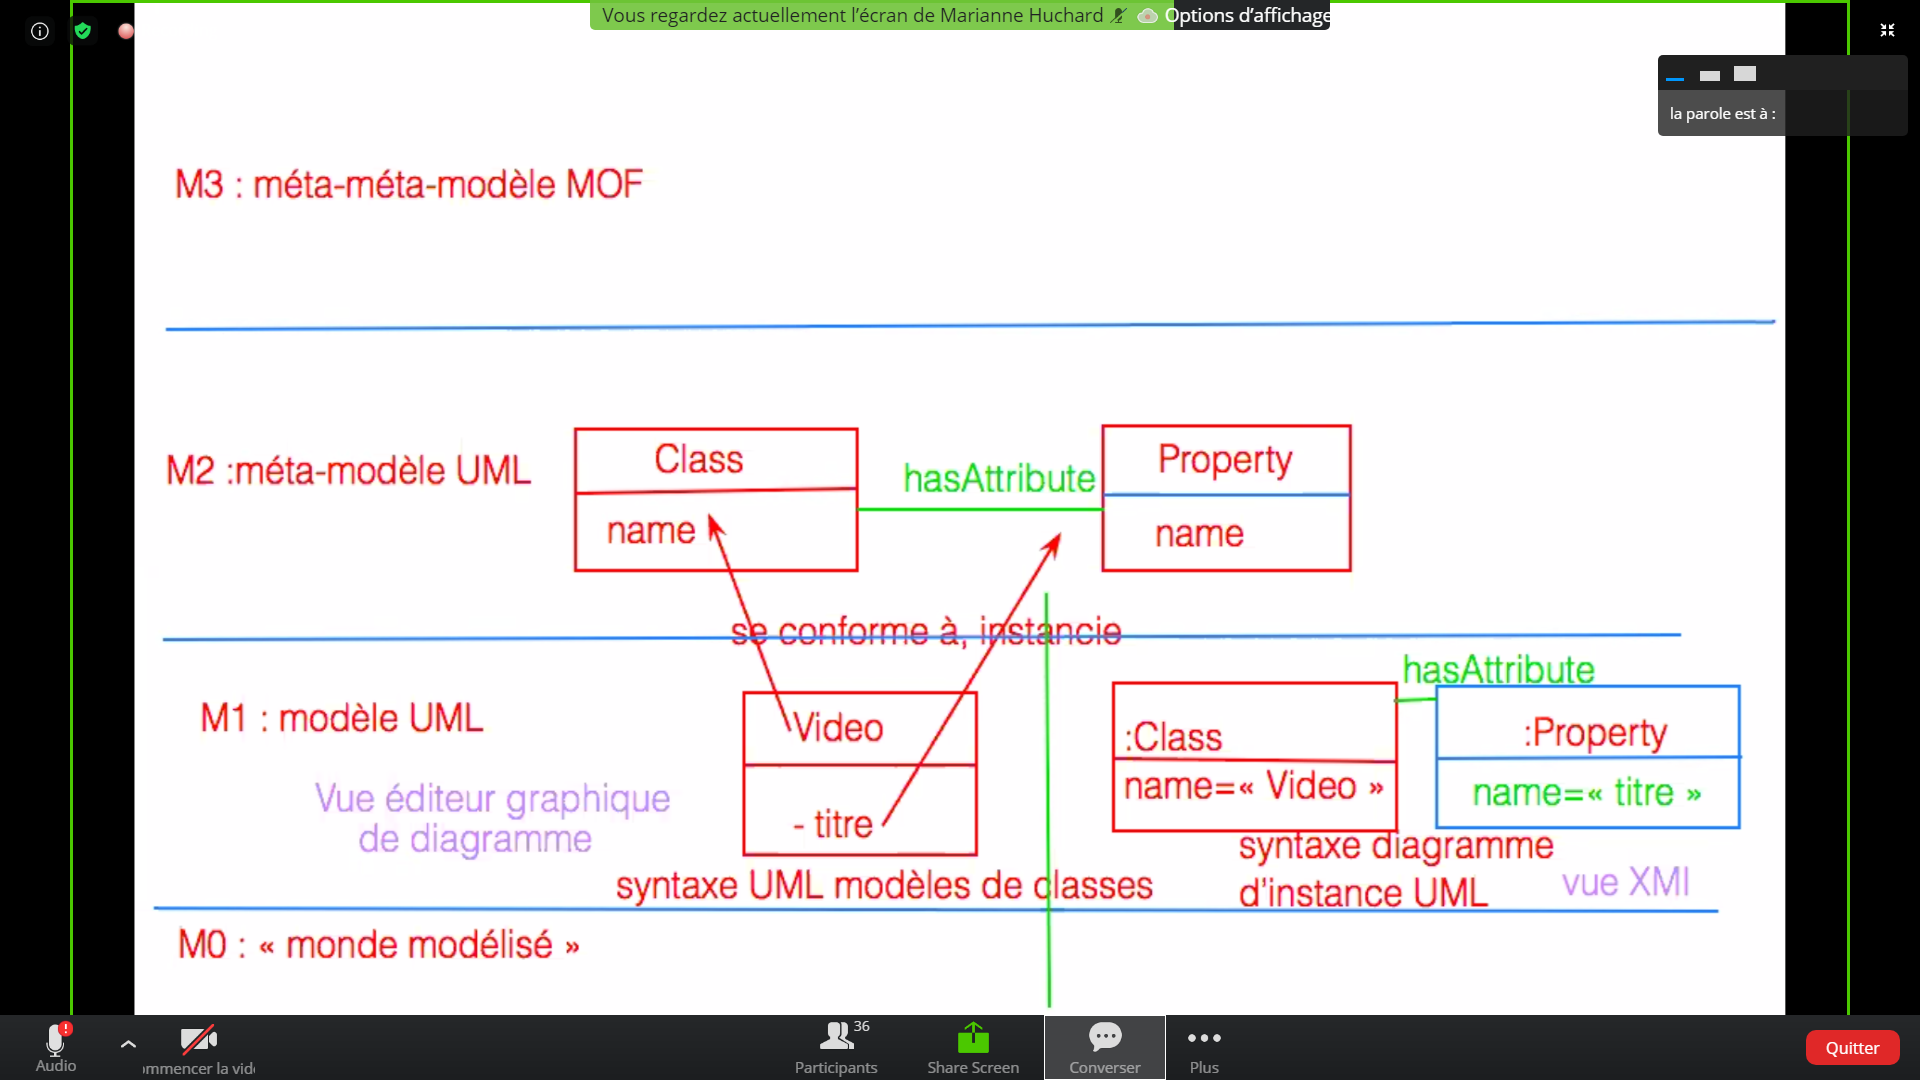 Vous regardez actuellement l'écran de Marianne Huchard
Options d'affichage
la parole est à :
M3 : méta-méta-modèle MOF
M2 :méta-modèle UML
Class
name
hasAttribute
Property
name
se conforme à, instancie
M1 : modèle UML
Vue éditeur graphique
de diagramme
Video
- titre
syntaxe UML modèles de classes
hasAttribute
:Class
name=« Video »
:Property
name=« titre »
syntaxe diagramme
d'instance UML
vue XMI
M0 : « monde modélisé »
Audio
ommencer la vid
36
Participants
Share Screen
Converser
Plus
Quitter